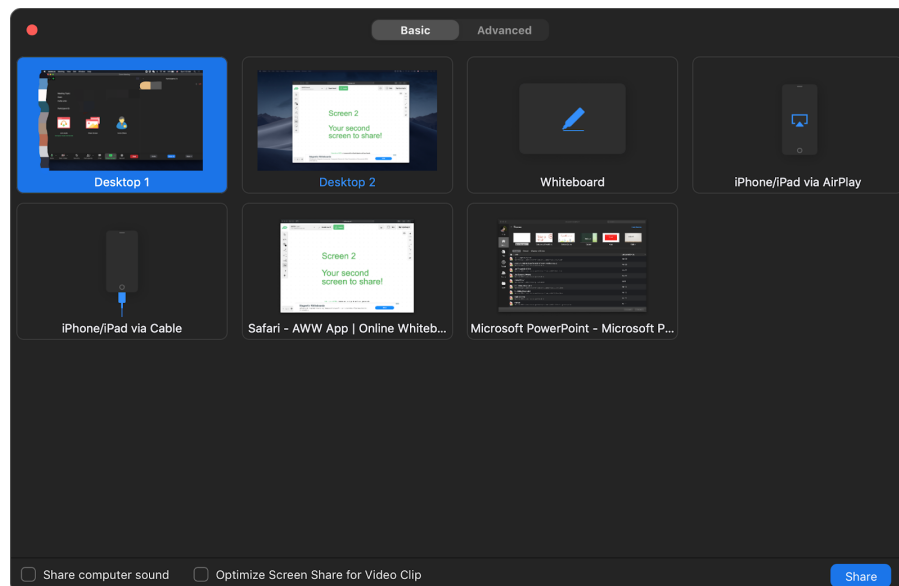 Basic
Advanced
Screen 2
Your second
screen to share!
Desktop 1
Desktop 2
Whiteboard
iPhone/iPad via AirPlay
Screen 2
Your second
screen to share!
iPhone/iPad via Cable
Safari - AWW App | Online Whiteb...
Microsoft PowerPoint - Microsoft P...
Share computer sound
Optimize Screen Share for Video Clip
Share